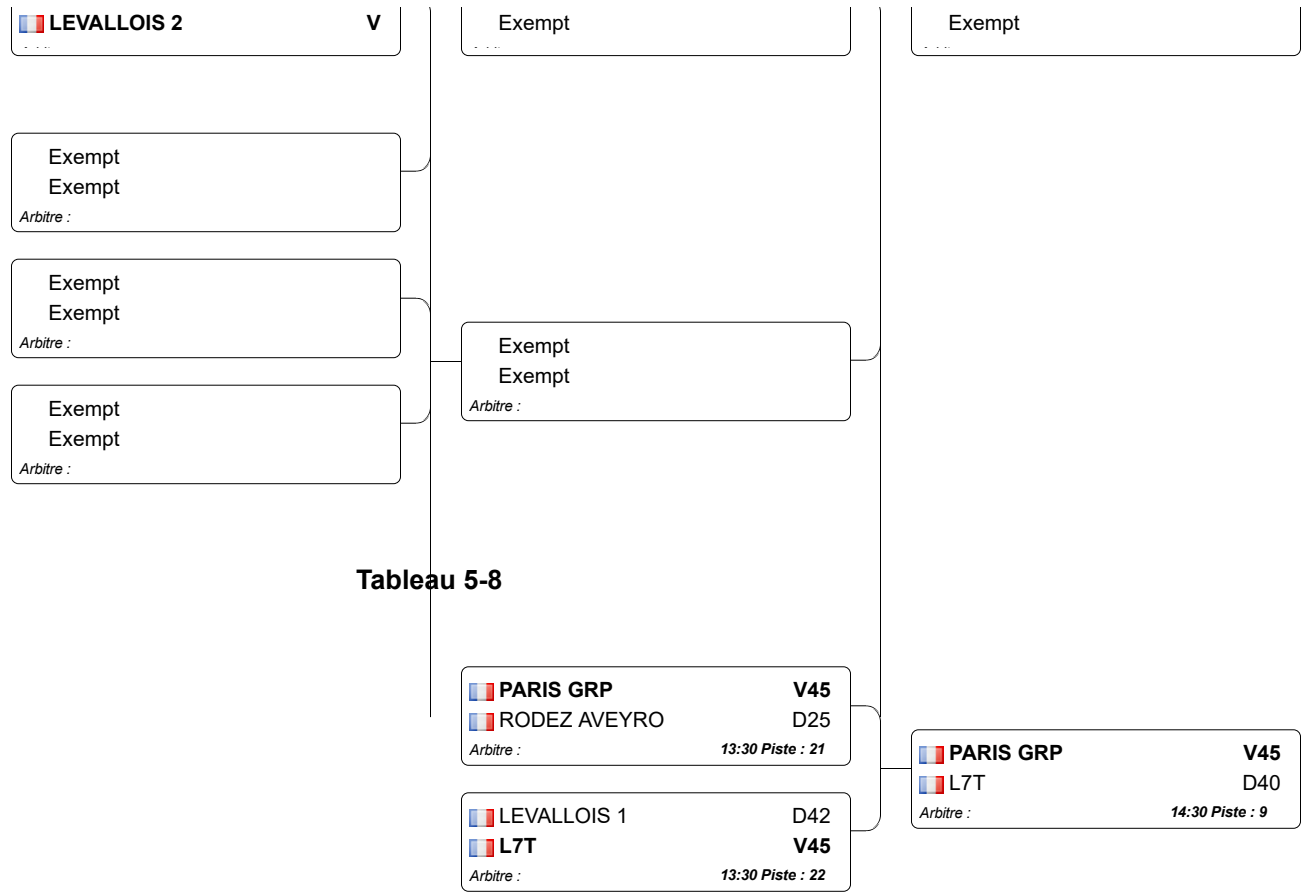 LEVALLOIS 2 V
Exempt
Exempt
Exempt
Exempt
Arbitre :
Exempt
Exempt
Arbitre :
Exempt
Exempt
Arbitre :
Exempt
Exempt
Arbitre :
Tableau 5-8
PARIS GRP V45
RODEZ AVEYRO D25
Arbitre : 13:30 Piste : 21
LEVALLOIS 1 D42
L7T V45
Arbitre : 13:30 Piste : 22
PARIS GRP V45
L7T D40
Arbitre : 14:30 Piste : 9